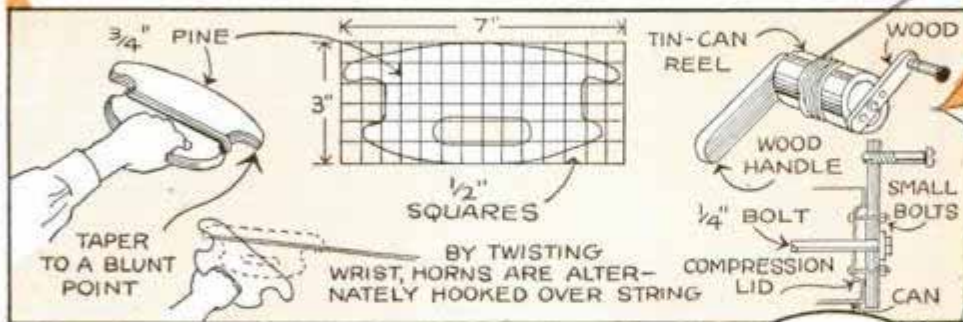 3/4" PINE
7"
3"
1/2"
SQUARES
TAPER
TO A BLUNT
POINT
BY TWISTING
WRIST, HORNS ARE ALTER-
NATELY HOOKED OVER STRING
TIN-CAN
REEL
WOOD
WOOD
HANDLE
1/4" BOLT
SMALL
BOLTS
COMPRESSION
LID
CAN